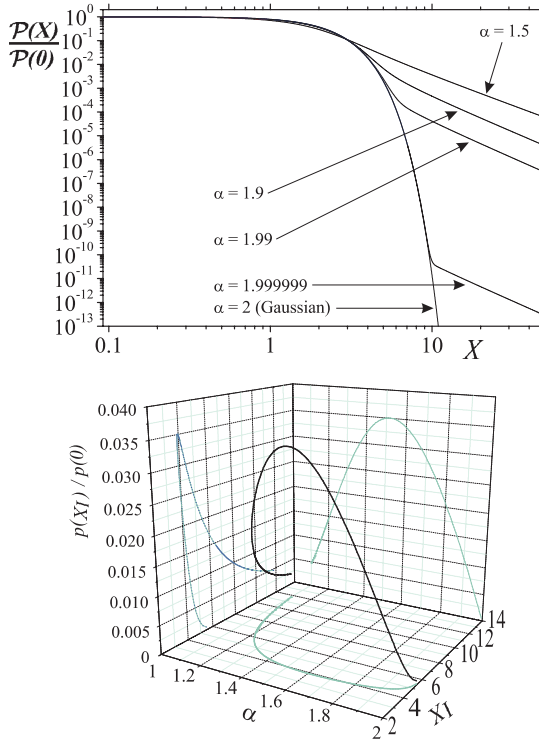 10⁰
P(X)
P(0)
10⁻¹
10⁻²
10⁻³
10⁻⁴
10⁻⁵
10⁻⁶
10⁻⁷
10⁻⁸
10⁻⁹
10⁻¹⁰
10⁻¹¹
10⁻¹²
10⁻¹³
α = 1.5
α = 1.9
α = 1.99
α = 1.999999
α = 2 (Gaussian)
0.1 1 10
X
0.040
0.035
0.030
0.025
0.020
0.015
0.010
0.005
0
p(X_I) / p(0)
1 1.2 1.4 1.6 1.8 2
α
2 4 6 8 10 12 14
X_I